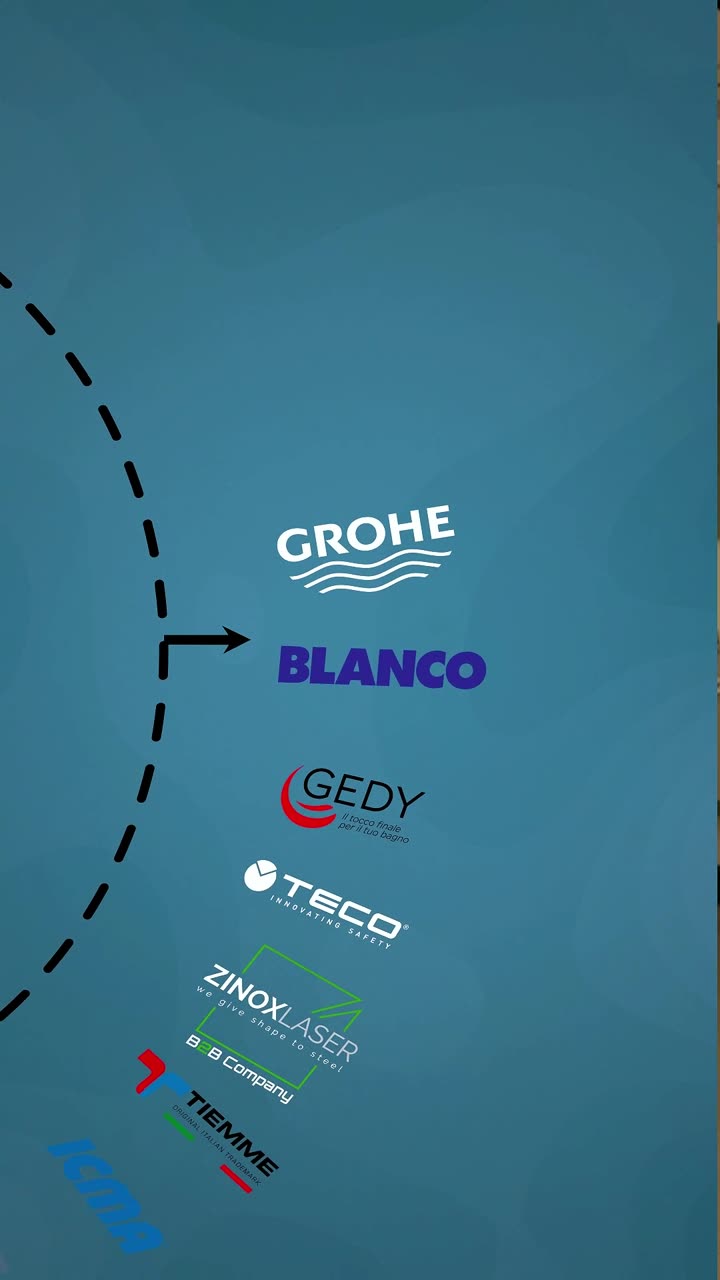 GROHE
BLANCO
GEDY
il tocco finale
per il tuo bagno
TECO®
INNOVATING SAFETY
ZINOXLASER
we give shape to steel
B2B Company
TIEMME
ORIGINAL ITALIAN TRADEMARK
ICMA